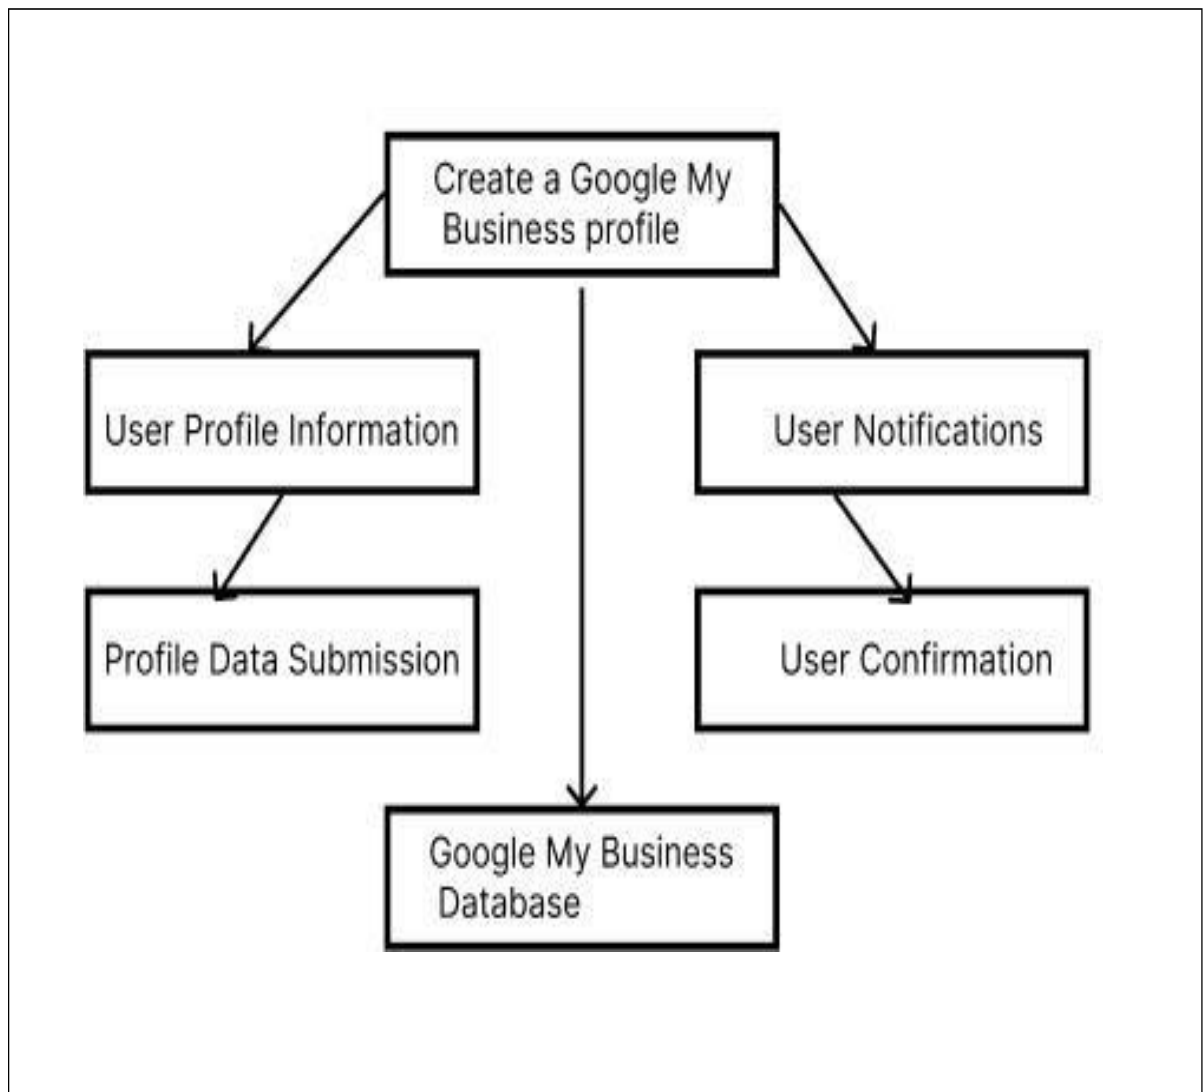 Create a Google My
Business profile
User Profile Information
User Notifications
Profile Data Submission
User Confirmation
Google My Business
Database